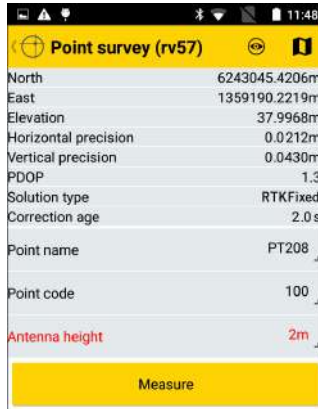 11:48
Point survey (rv57)
North 6243045.4206m
East 1359190.2219m
Elevation 37.9968m
Horizontal precision 0.0212m
Vertical precision 0.0430m
PDOP 1.3
Solution type RTKFixed
Correction age 2.0s
Point name PT208
Point code 100
Antenna height 2m
Measure